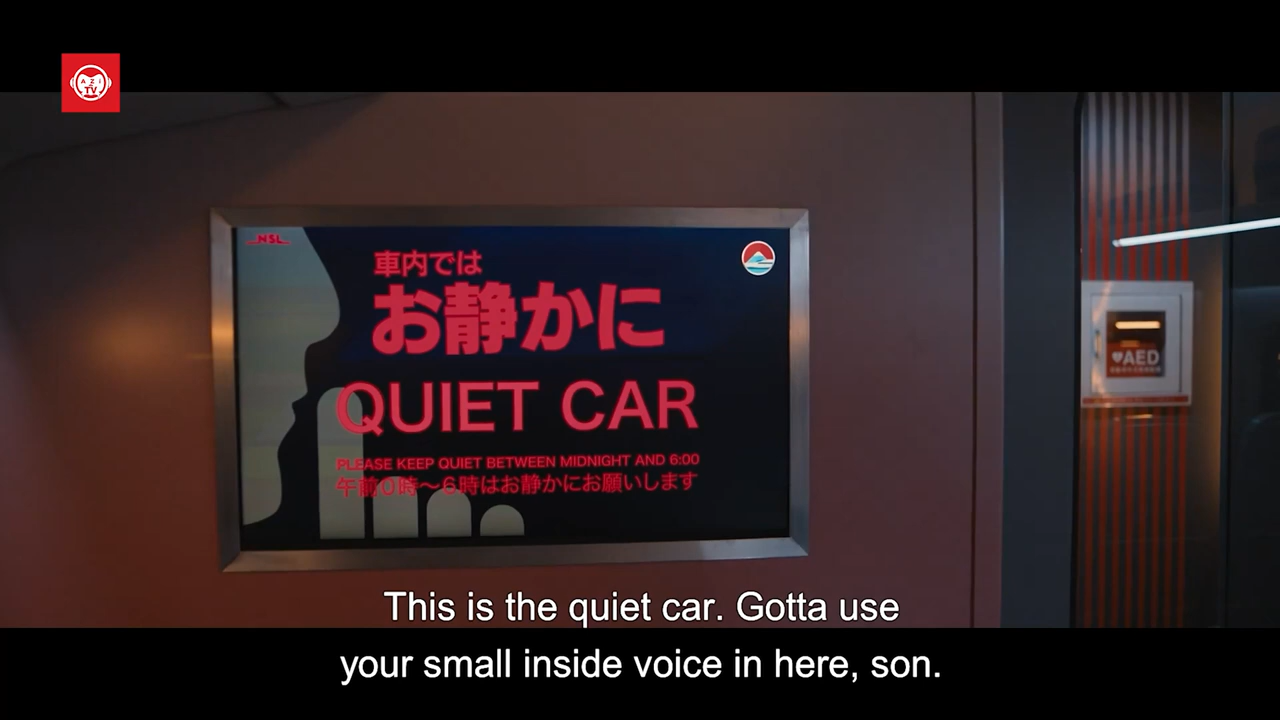 AZI
TV
NSL
車内では
お静かに
QUIET CAR
PLEASE KEEP QUIET BETWEEN MIDNIGHT AND 6:00
午前0時〜6時はお静かにお願いします
AED
This is the quiet car. Gotta use
your small inside voice in here, son.